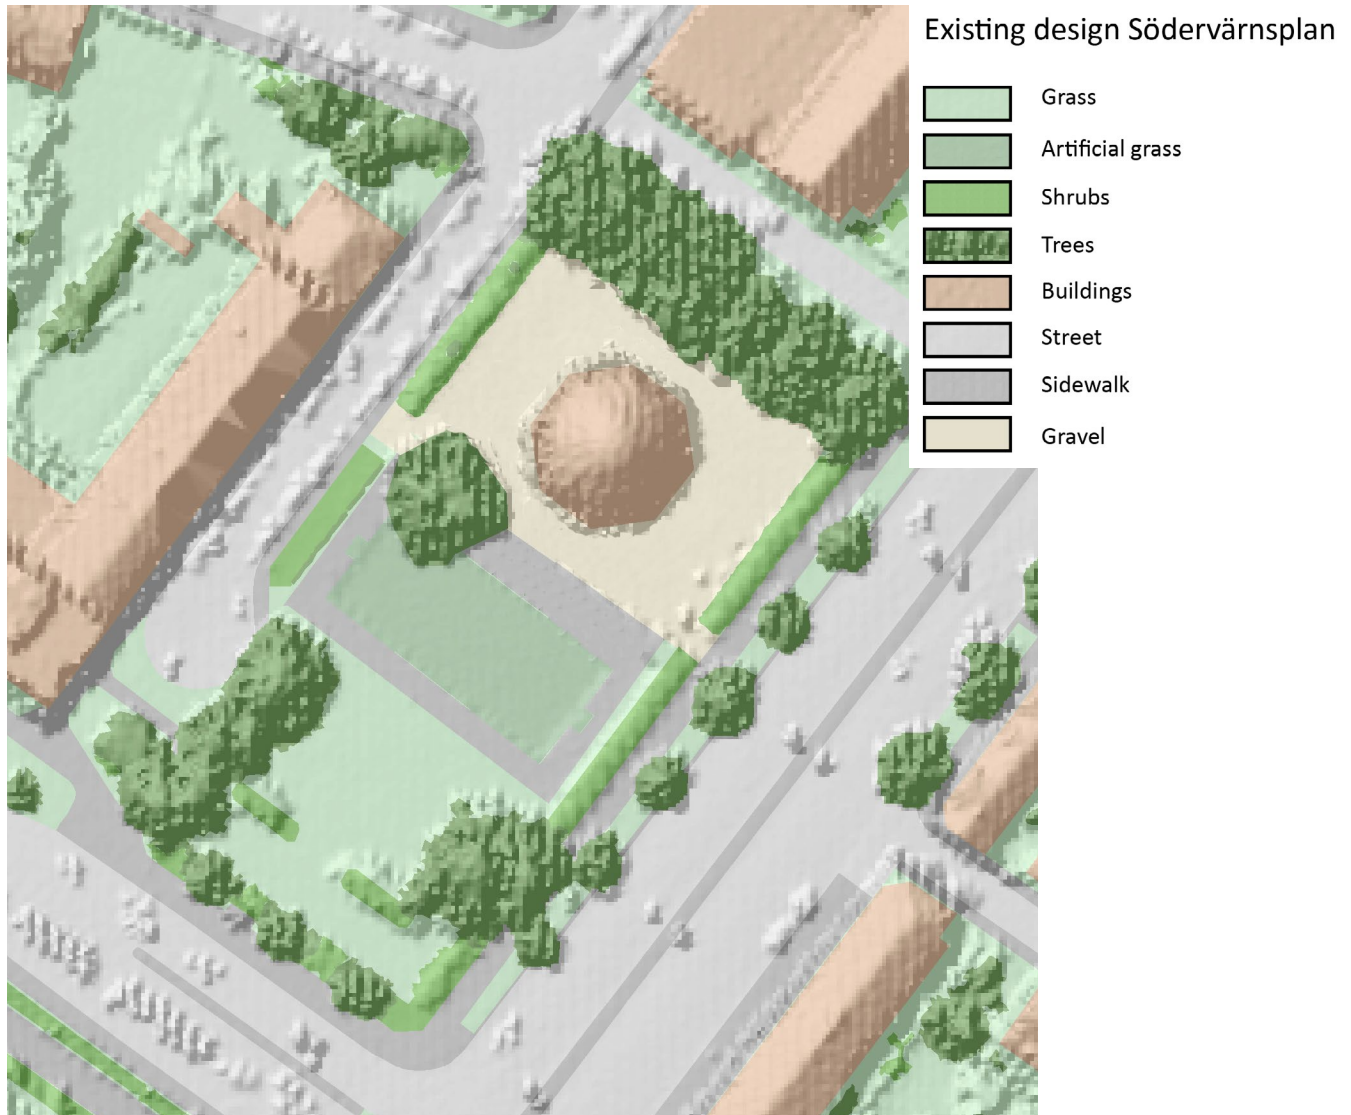 Existing design Södervärnsplan
Grass
Artificial grass
Shrubs
Trees
Buildings
Street
Sidewalk
Gravel